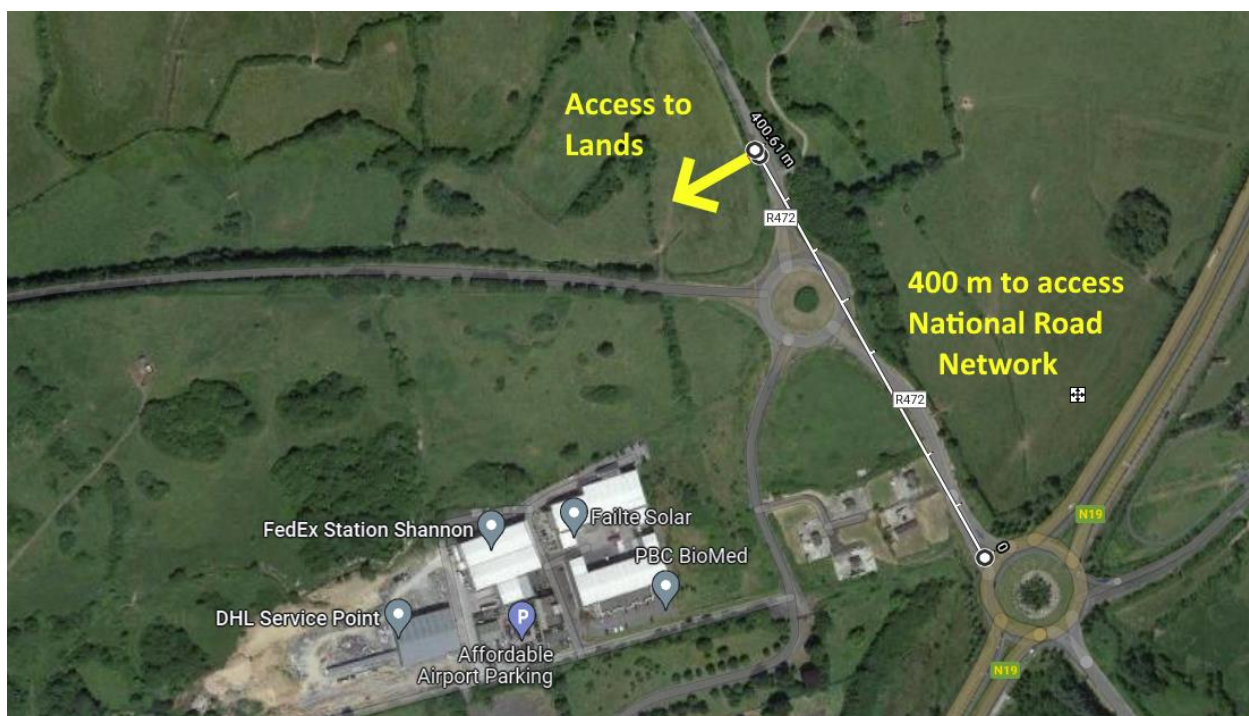 Access to
Lands
400.61 m
R472
400 m to access
National Road
Network
R472
N19
FedEx Station Shannon
Failte Solar
PBC BioMed
0
DHL Service Point
P
Affordable
Airport Parking
N19